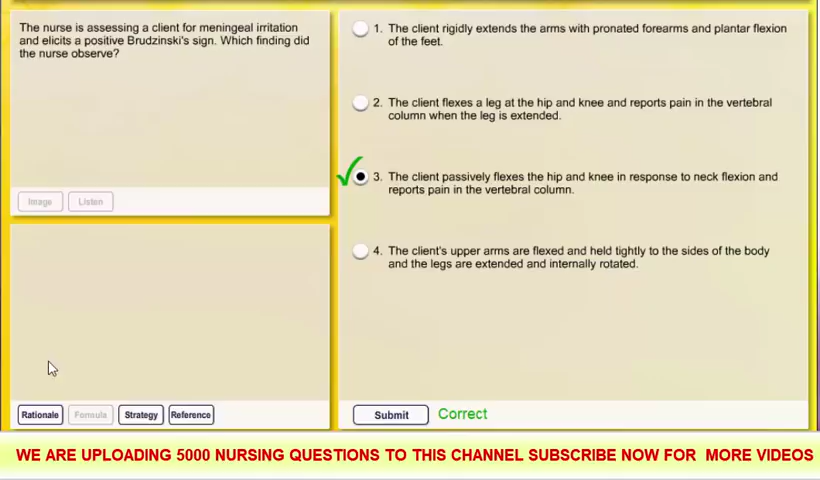 The nurse is assessing a client for meningeal irritation
and elicits a positive Brudzinski's sign. Which finding did
the nurse observe?
Image
Listen
Rationale
Formula
Strategy
Reference
1. The client rigidly extends the arms with pronated forearms and plantar flexion
of the feet.
2. The client flexes a leg at the hip and knee and reports pain in the vertebral
column when the leg is extended.
3. The client passively flexes the hip and knee in response to neck flexion and
reports pain in the vertebral column.
4. The client's upper arms are flexed and held tightly to the sides of the body
and the legs are extended and internally rotated.
Submit
Correct
WE ARE UPLOADING 5000 NURSING QUESTIONS TO THIS CHANNEL SUBSCRIBE NOW FOR MORE VIDEOS